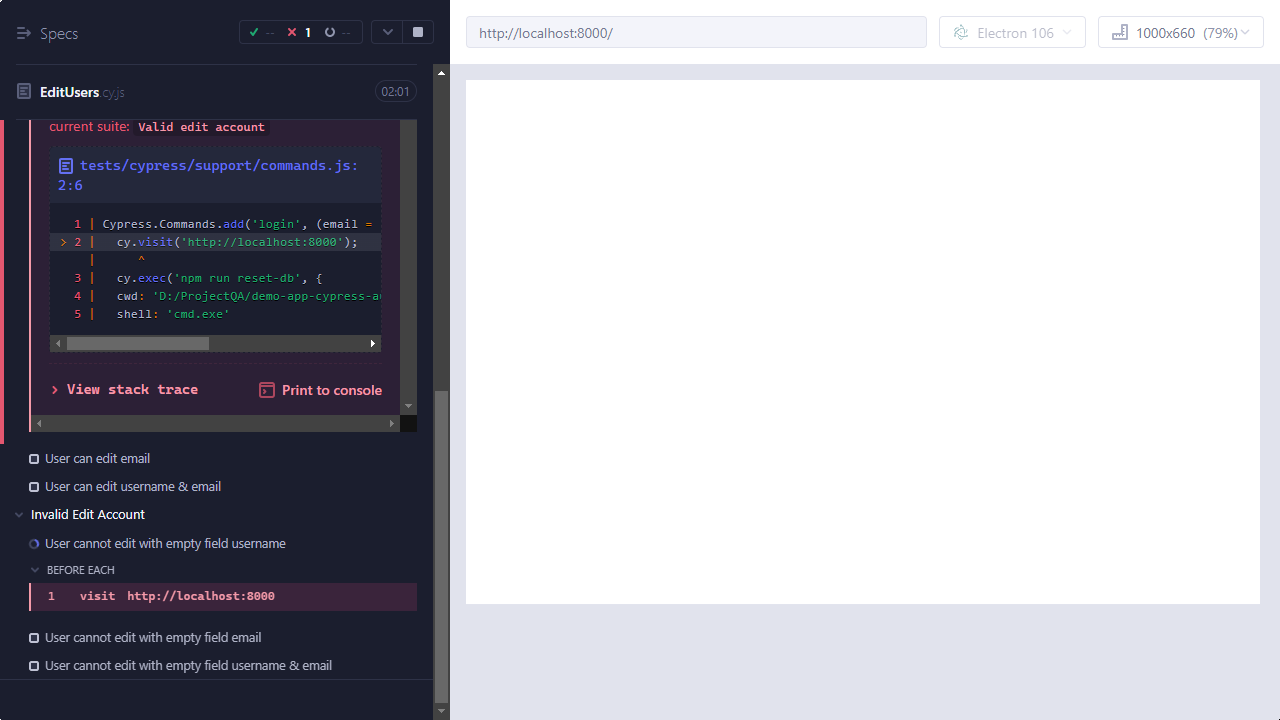 Specs
-- 1 --
http://localhost:8000/
Electron 106
1000x660 (79%)
EditUsers cy.js
02:01
current suite: Valid edit account
tests/cypress/support/commands.js:
2:6
1 | Cypress.Commands.add('login', (email =
> 2 | cy.visit('http://localhost:8000');
| ^
3 | cy.exec('npm run reset-db', {
4 | cwd: 'D:/ProjectQA/demo-app-cypress-au
5 | shell: 'cmd.exe'
View stack trace
Print to console
User can edit email
User can edit username & email
Invalid Edit Account
User cannot edit with empty field username
BEFORE EACH
1 visit http://localhost:8000
User cannot edit with empty field email
User cannot edit with empty field username & email